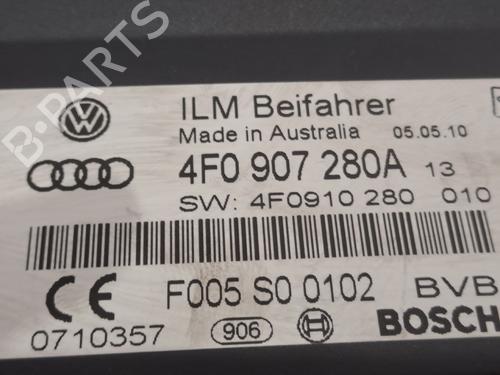 B-PARTS
ILM Beifahrer
Made in Australia 05.05.10
4F0 907 280A 13
SW: 4F0910 280 010
F005 S0 0102 BVB
0710357 906 BOSCH